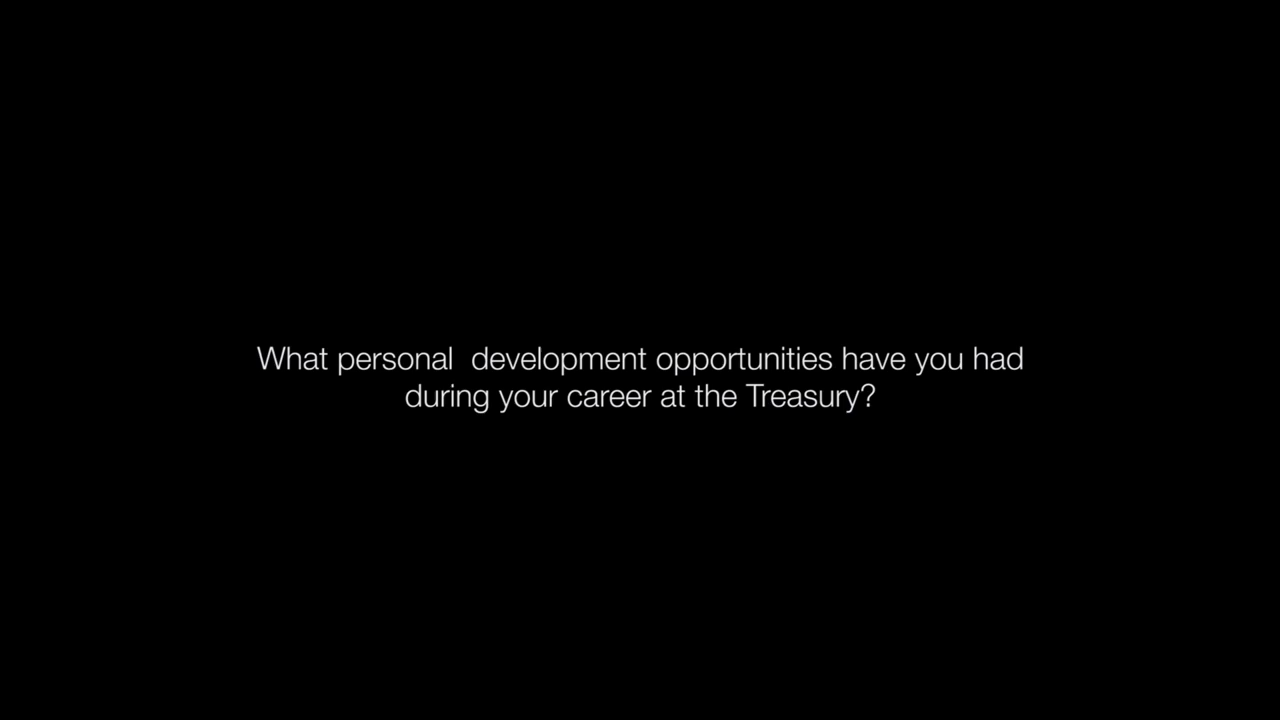 What personal  development opportunities have you had
during your career at the Treasury?